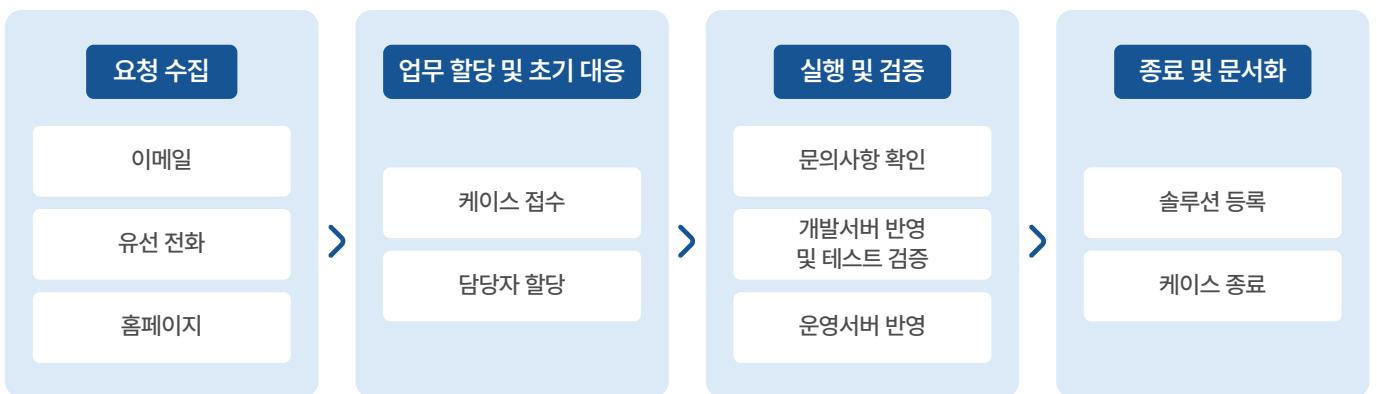 요청 수집
이메일
유선 전화
홈페이지
업무 할당 및 초기 대응
케이스 접수
담당자 할당
실행 및 검증
문의사항 확인
개발서버 반영
및 테스트 검증
운영서버 반영
종료 및 문서화
솔루션 등록
케이스 종료